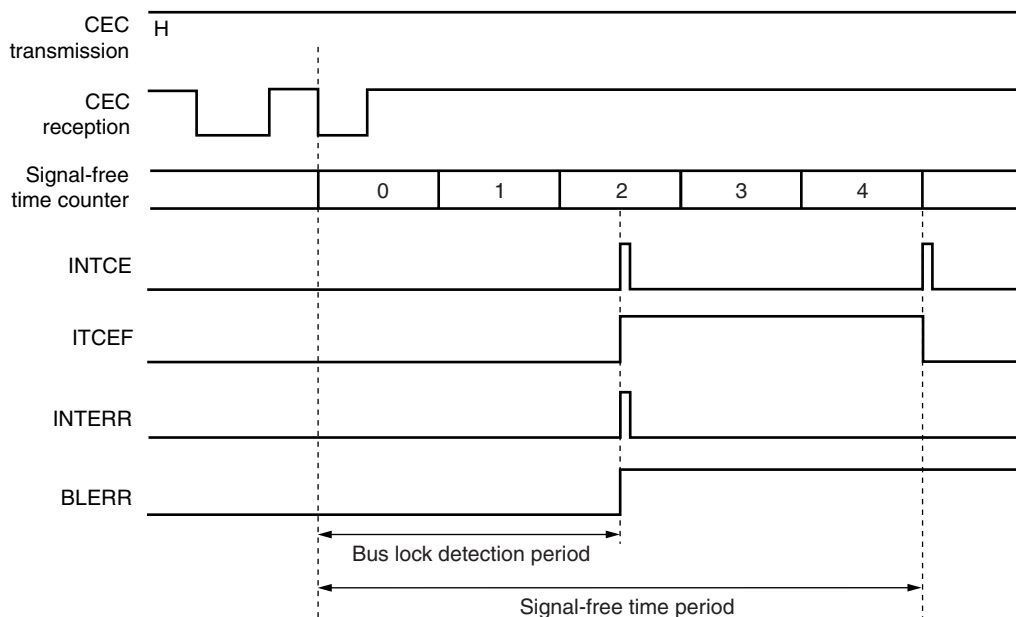 CEC
transmission
H
CEC
reception
Signal-free
time counter
0 1 2 3 4
INTCE
ITCEF
INTERR
BLERR
Bus lock detection period
Signal-free time period